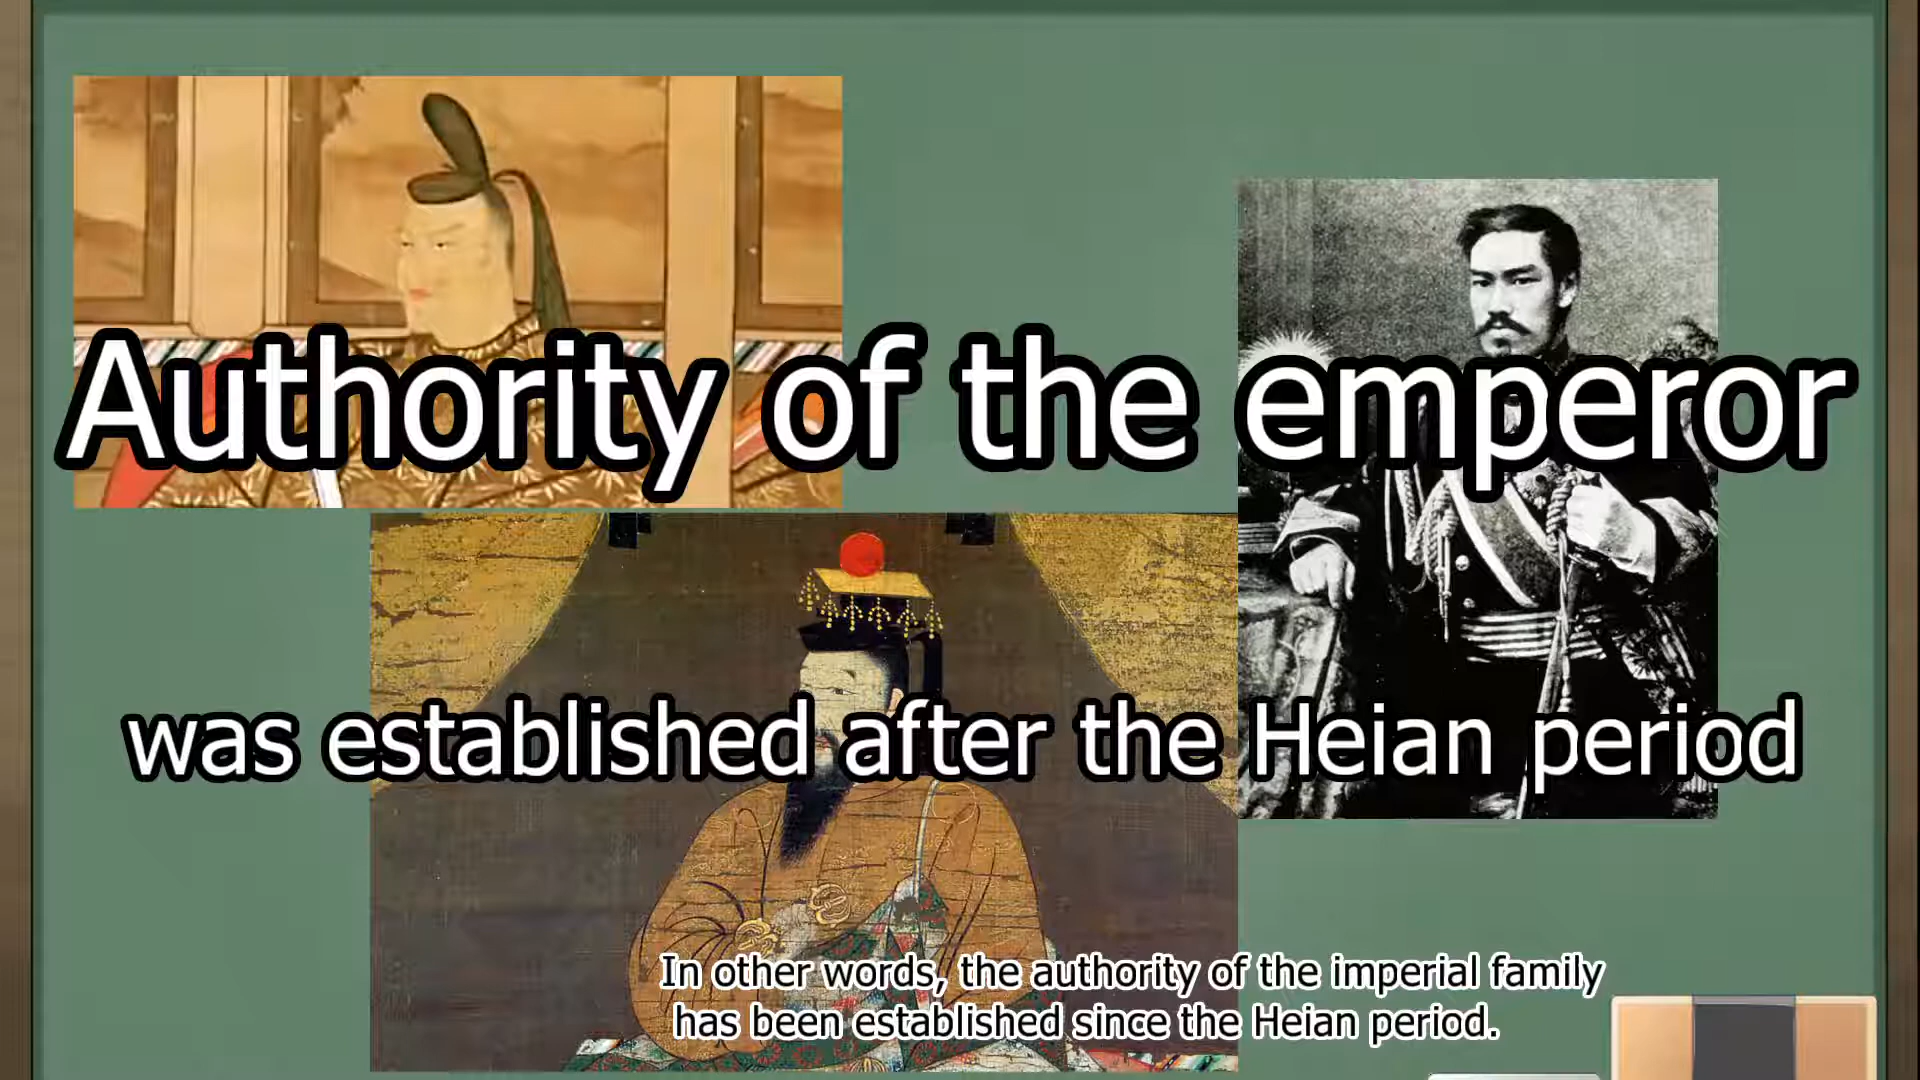 Authority of the emperor
was established after the Heian period
In other words, the authority of the imperial family
has been established since the Heian period.